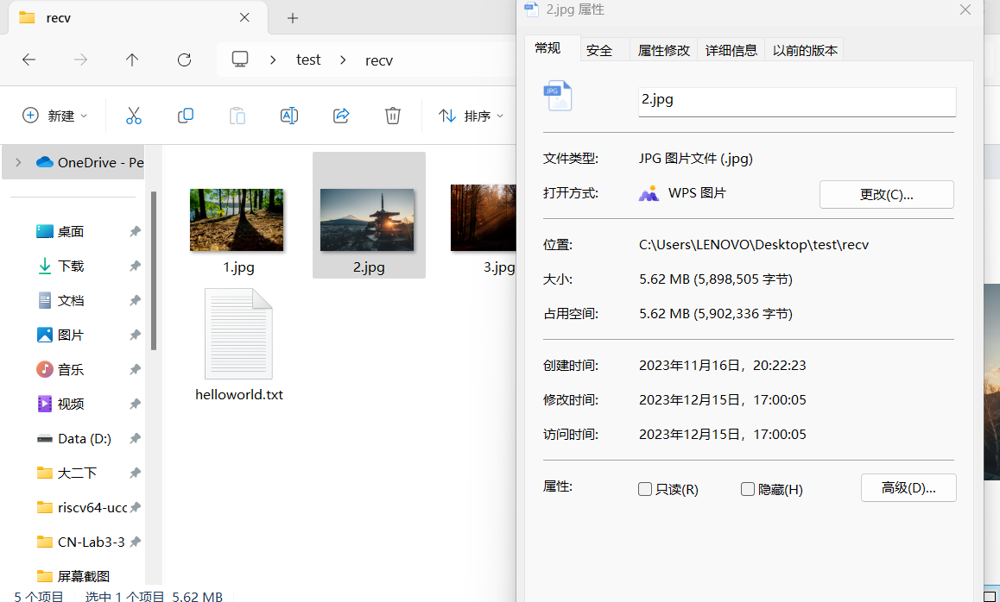 recv
test
recv
新建
排序
OneDrive - Pe
桌面
下载
文档
图片
音乐
视频
Data (D:)
大二下
riscv64-ucc
CN-Lab3-3
屏幕截图
1.jpg
2.jpg
3.jpg
helloworld.txt
5 个项目
选中 1 个项目 5.62 MB
2.jpg 属性
常规
安全
属性修改
详细信息
以前的版本
JPG
2.jpg
文件类型:
JPG 图片文件 (.jpg)
打开方式:
WPS 图片
更改(C)...
位置:
C:\Users\LENOVO\Desktop\test\recv
大小:
5.62 MB (5,898,505 字节)
占用空间:
5.62 MB (5,902,336 字节)
创建时间:
2023年11月16日，20:22:23
修改时间:
2023年12月15日，17:00:05
访问时间:
2023年12月15日，17:00:05
属性:
只读(R)
隐藏(H)
高级(D)...